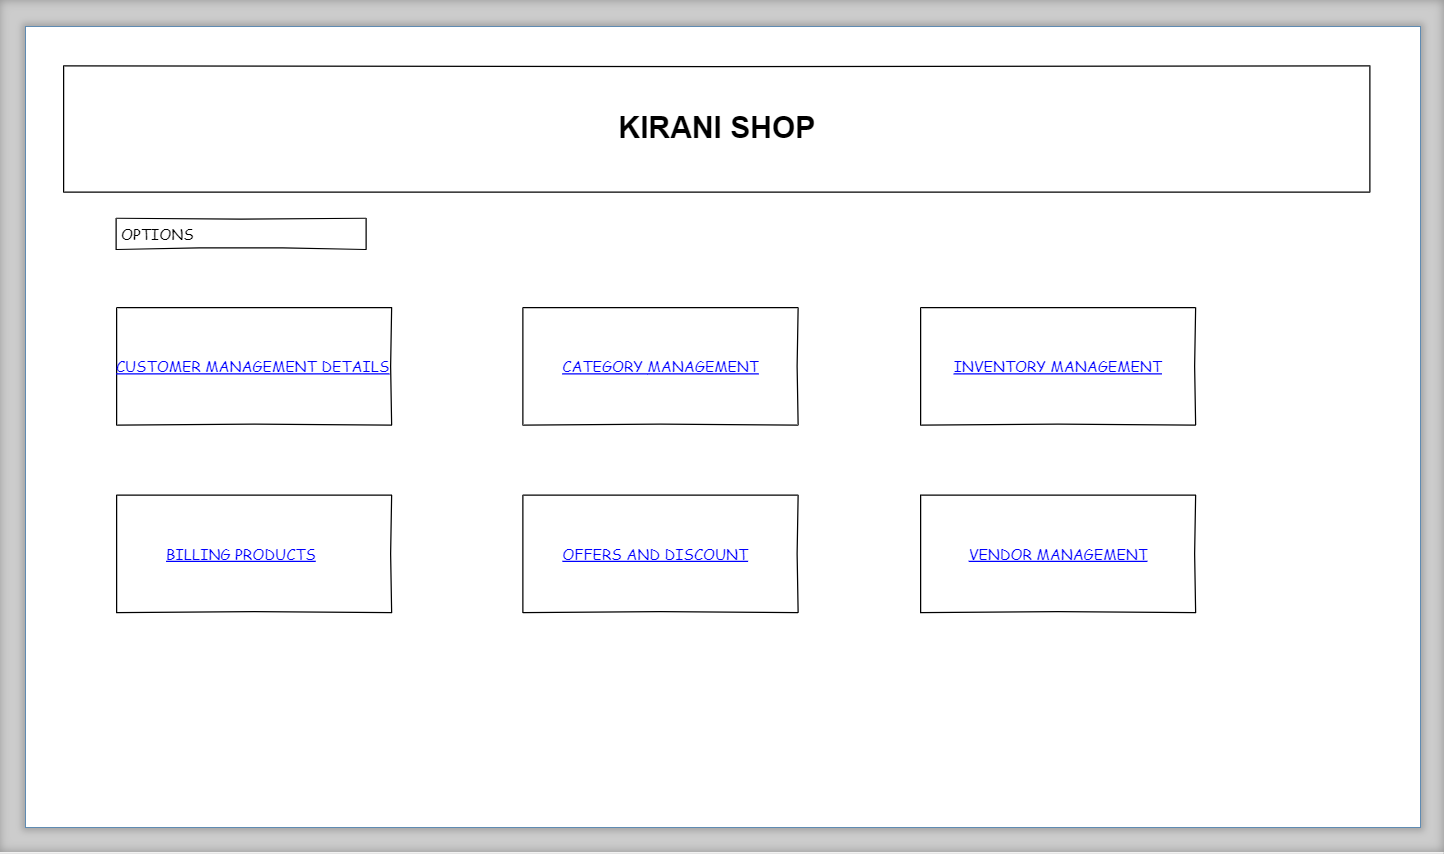 KIRANI SHOP
OPTIONS
CUSTOMER MANAGEMENT DETAILS
CATEGORY MANAGEMENT
INVENTORY MANAGEMENT
BILLING PRODUCTS
OFFERS AND DISCOUNT
VENDOR MANAGEMENT